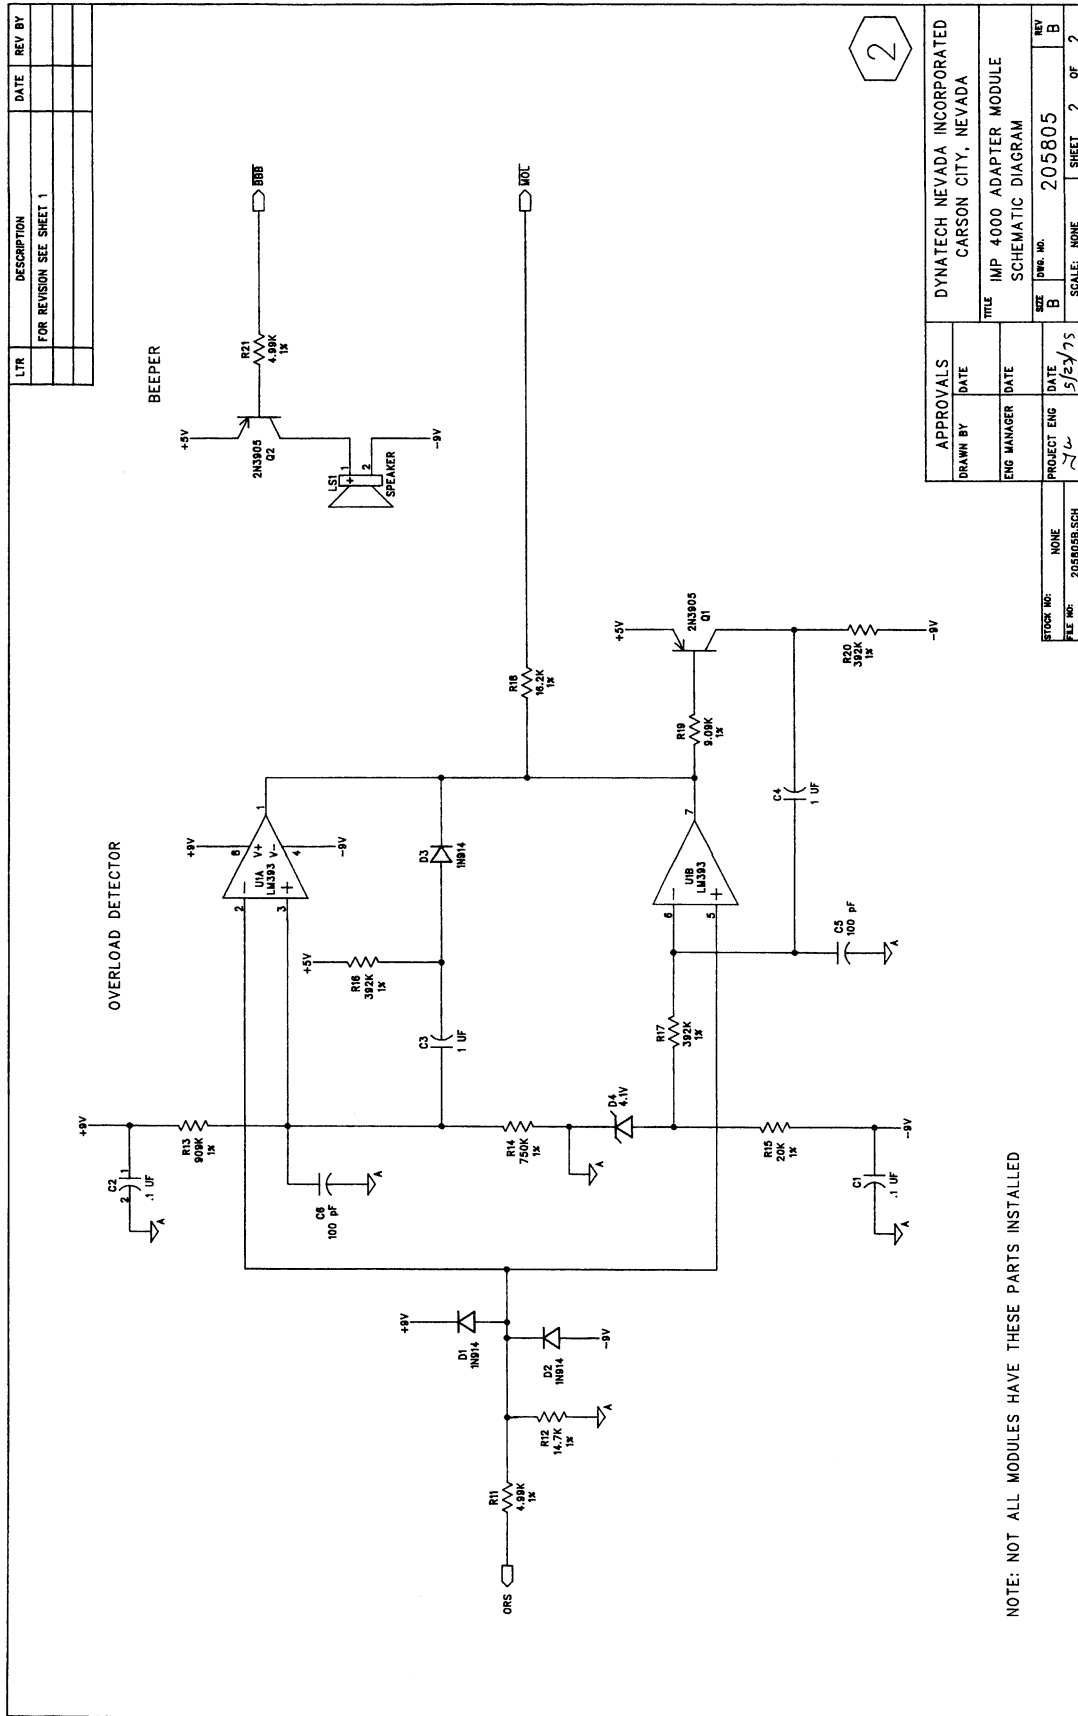 LTR DESCRIPTION DATE REV BY
FOR REVISION SEE SHEET 1
OVERLOAD DETECTOR
BEEPER
+9V
C2
2 1
.1 UF
A
R13
909K
1%
C6
100 pF
A
+9V
8
V+
2
3
U1A
LM393
V-
4
1
-9V
+5V
R16
392K
1%
C3
1 UF
D3
1N914
R14
750K
1%
A
D4
4.1V
R17
392K
1%
R15
20K
1%
-9V
C1
.1 UF
A
ORS
R11
4.99K
1%
R12
14.7K
1%
A
+9V
D1
1N914
D2
1N914
-9V
6
5
U1B
LM393
7
C5
100 pF
A
C4
1 UF
R18
16.2K
1%
MOL
R19
9.09K
1%
+5V
2N3905
Q1
R20
392K
1%
-9V
+5V
2N3905
Q2
R21
4.99K
1%
BBB
LS1
+
1
2
SPEAKER
-9V
NOTE: NOT ALL MODULES HAVE THESE PARTS INSTALLED
2
STOCK NO: NONE
FILE NO: 205805B.SCH
APPROVALS
DRAWN BY DATE
ENG MANAGER DATE
PROJECT ENG DATE
DYNATECH NEVADA INCORPORATED
CARSON CITY, NEVADA
TITLE
IMP 4000 ADAPTER MODULE
SCHEMATIC DIAGRAM
SIZE B DWG. NO. 205805 REV B
SCALE: NONE SHEET 2 OF 2